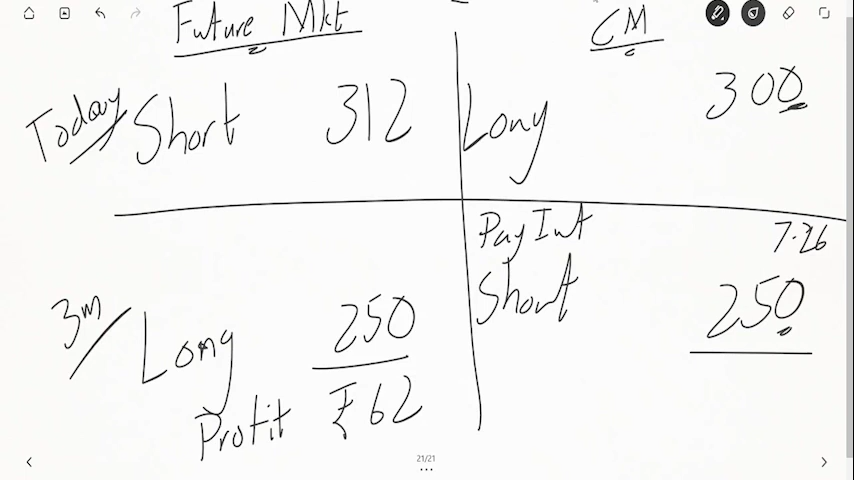 Future Mkt
CM
Today Short 312
Long 300
Pay Int 7.26
Short 250
3m Long 250
Profit ₹62
21/21